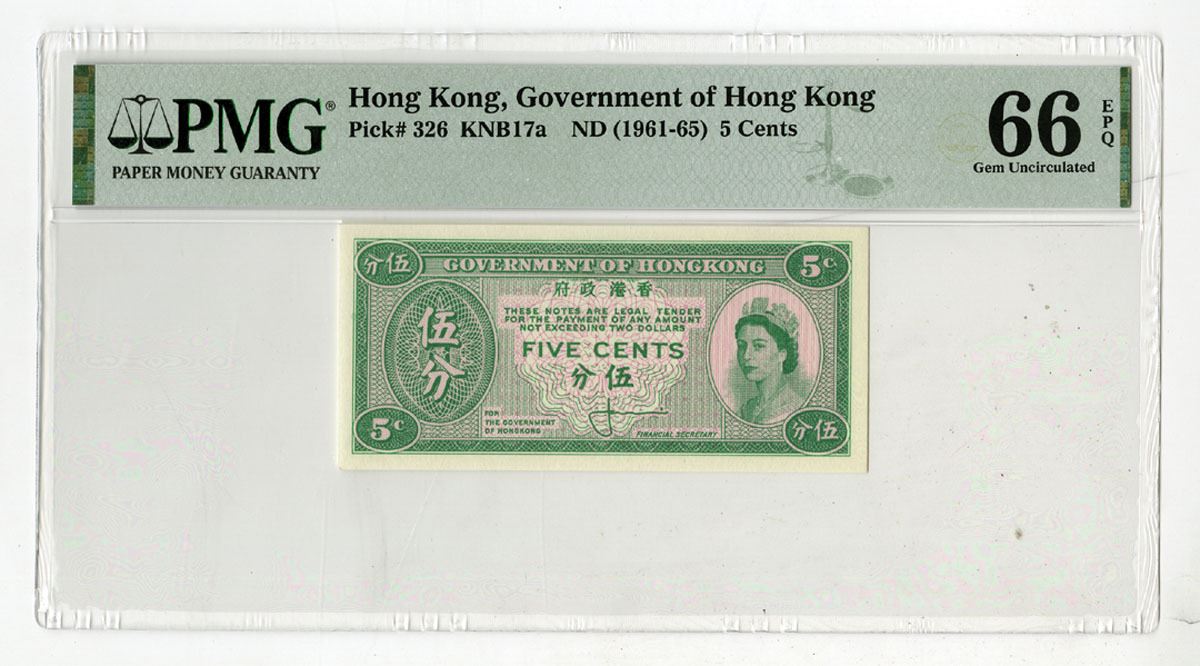 PMG®
PAPER MONEY GUARANTY
Hong Kong, Government of Hong Kong
Pick# 326 KNB17a ND (1961-65) 5 Cents
66
EPQ
Gem Uncirculated
分伍
GOVERNMENT OF HONGKONG
5¢
府政港香
THESE NOTES ARE LEGAL TENDER
FOR THE PAYMENT OF ANY AMOUNT
NOT EXCEEDING TWO DOLLARS
伍
分
FIVE CENTS
分伍
FOR
THE GOVERNMENT
OF HONGKONG
FINANCIAL SECRETARY
5¢
分伍